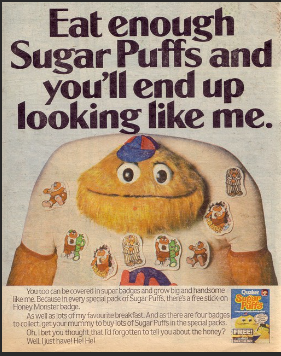 Eat enough
Sugar Puffs and
you'll end up
looking like me.
You too can be covered in super badges and grow big and handsome
like me. Because in every special pack of Sugar Puffs, there's a free stick on
Honey Monster badge.
As well as lots of my favourite breakfast. And as there are four badges
to collect, get your mummy to buy lots of Sugar Puffs in the special packs.
Oh, I bet you thought that I'd forgotten to tell you about the honey?
Well, I just have! He! He!
Quaker
Sugar
Puffs
FREE!